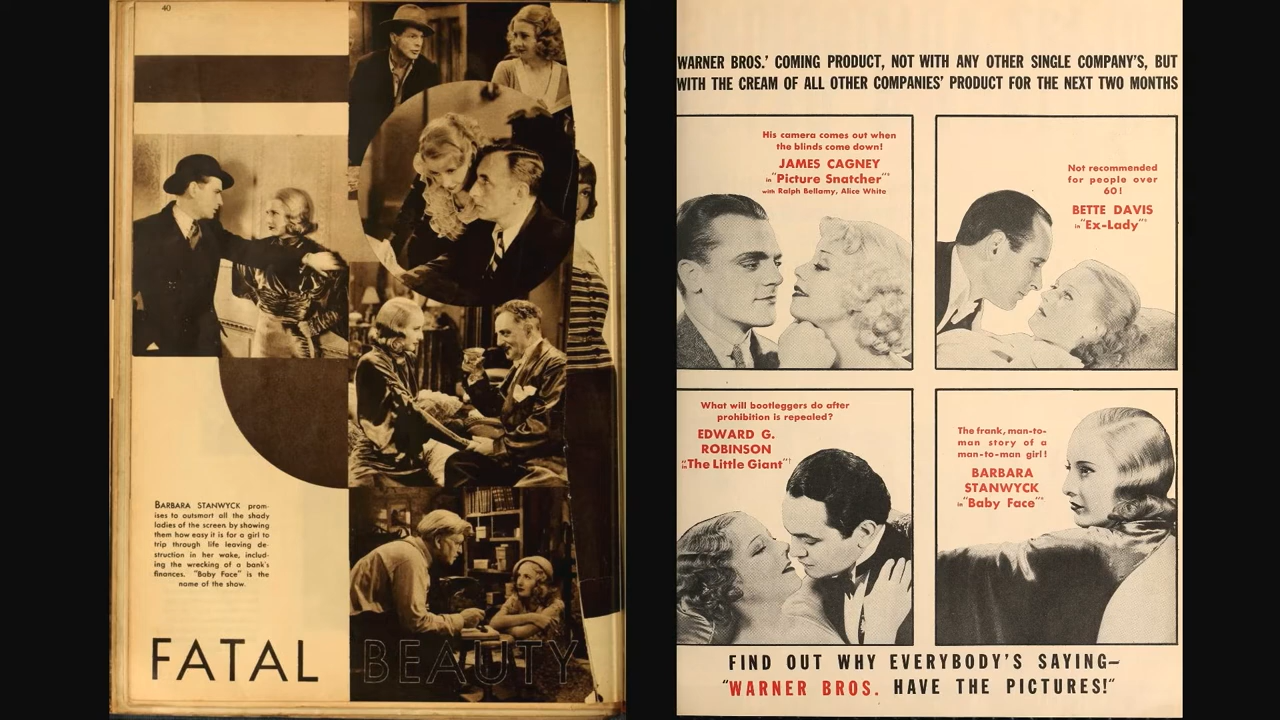 40
BARBARA STANWYCK prom-
ises to outsmart all the shady
ladies of the screen by showing
them how easy it is for a girl to
trip through life leaving de-
struction in her wake, includ-
ing the wrecking of a bank's
finances. "Baby Face" is the
name of the show.
FATAL BEAUTY
WARNER BROS.' COMING PRODUCT, NOT WITH ANY OTHER SINGLE COMPANY'S, BUT
WITH THE CREAM OF ALL OTHER COMPANIES' PRODUCT FOR THE NEXT TWO MONTHS
His camera comes out when
the blinds come down!
JAMES CAGNEY
in "Picture Snatcher"*
with Ralph Bellamy, Alice White
Not recommended
for people over
60!
BETTE DAVIS
in "Ex-Lady"*
What will bootleggers do after
prohibition is repealed?
EDWARD G.
ROBINSON
in "The Little Giant"†
The frank, man-to-
man story of a
man-to-man girl!
BARBARA
STANWYCK
in "Baby Face"*
FIND OUT WHY EVERYBODY'S SAYING—
"WARNER BROS. HAVE THE PICTURES!"